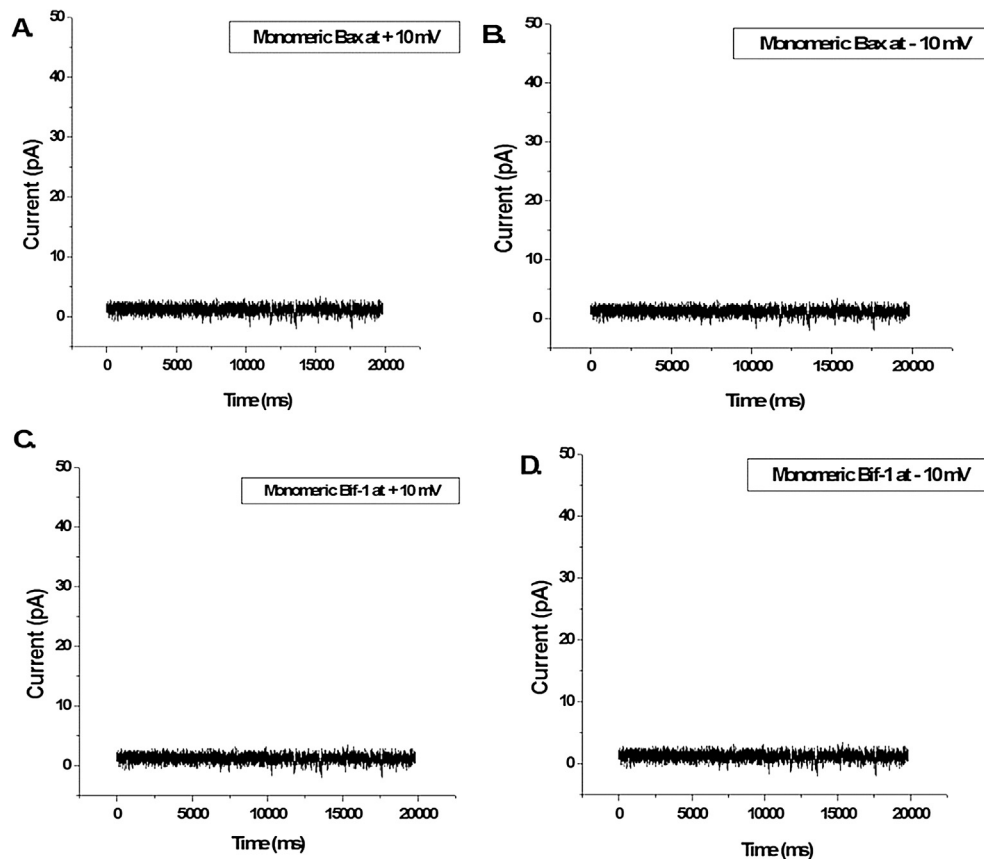 A.
Monomeric Bax at + 10 mV
50
40
30
20
10
0
Current (pA)
0 5000 10000 15000 20000
Time (ms)
B.
Monomeric Bax at - 10 mV
50
40
30
20
10
0
Current (pA)
0 5000 10000 15000 20000
Time (ms)
C.
Monomeric Bif-1 at + 10 mV
50
40
30
20
10
0
Current (pA)
0 5000 10000 15000 20000
Time (ms)
D.
Monomeric Bif-1 at - 10 mV
50
40
30
20
10
0
Current (pA)
0 5000 10000 15000 20000
Time (ms)